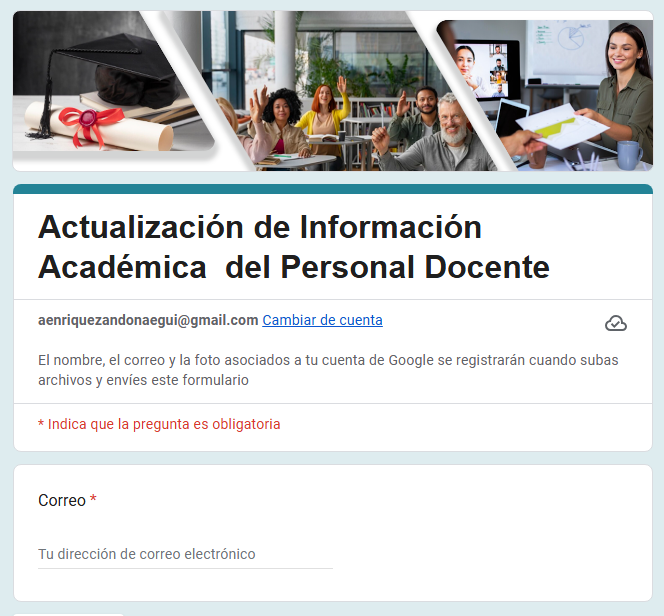 Actualización de Información
Académica  del Personal Docente
aenriquezandonaegui@gmail.com Cambiar de cuenta
El nombre, el correo y la foto asociados a tu cuenta de Google se registrarán cuando subas
archivos y envíes este formulario
* Indica que la pregunta es obligatoria
Correo *
Tu dirección de correo electrónico